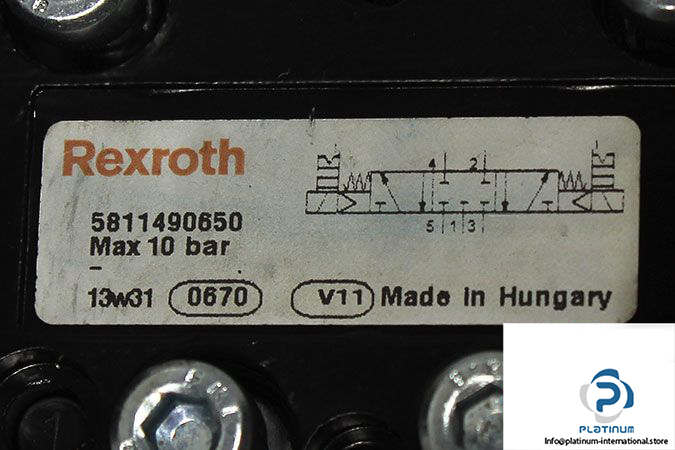 Rexroth
4 2
5 1 3
5811490650
Max 10 bar
–
13w31 0670 V11 Made in Hungary
PLATINUM
Info@platinum-international.store